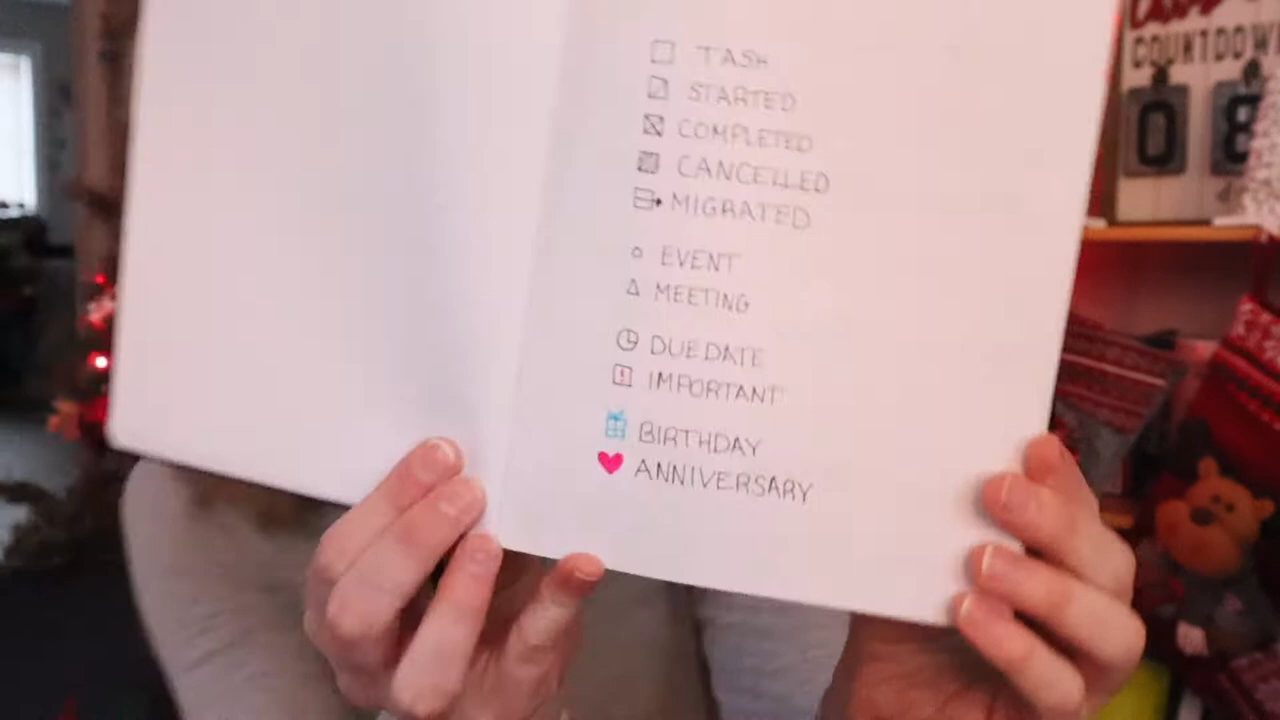 TASK
STARTED
COMPLETED
CANCELLED
MIGRATED
EVENT
MEETING
DUE DATE
! IMPORTANT
BIRTHDAY
ANNIVERSARY
COUNTDOWN
08